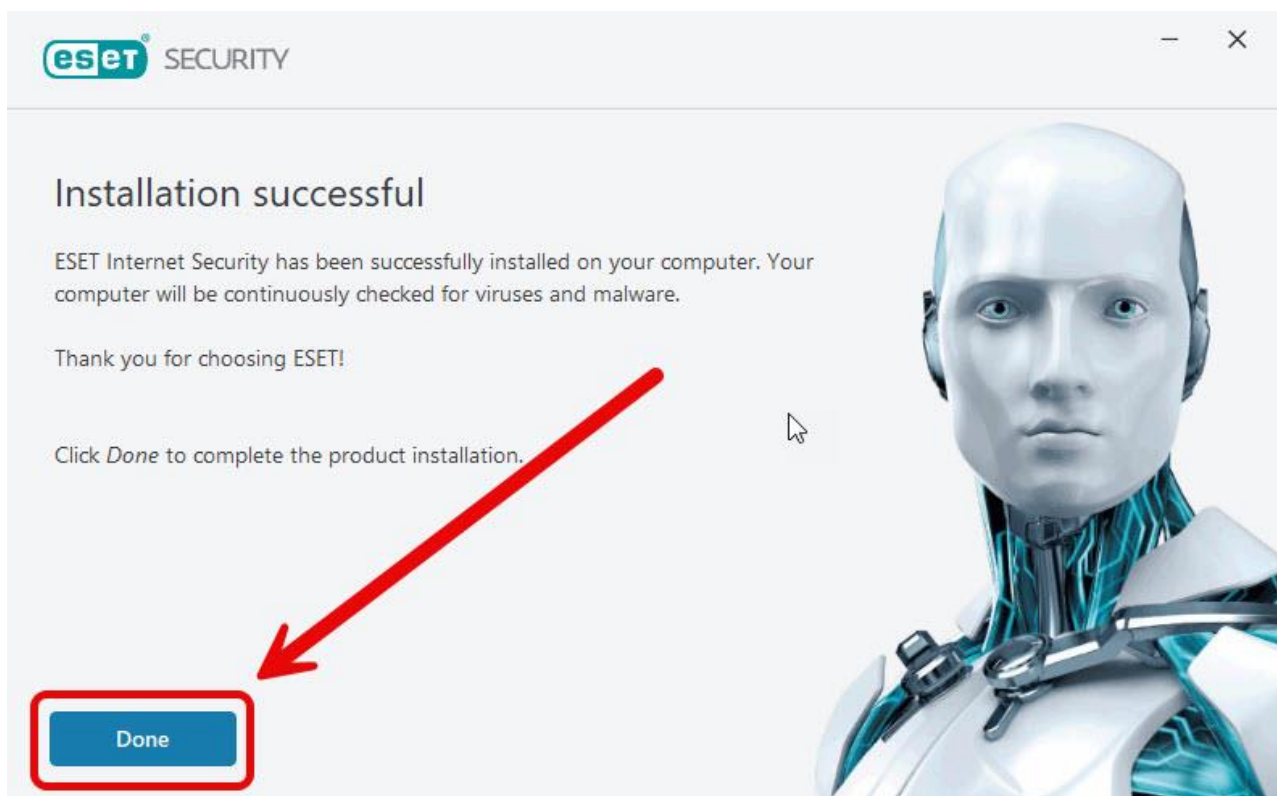 eset® SECURITY
Installation successful
ESET Internet Security has been successfully installed on your computer. Your
computer will be continuously checked for viruses and malware.
Thank you for choosing ESET!
Click Done to complete the product installation.
Done